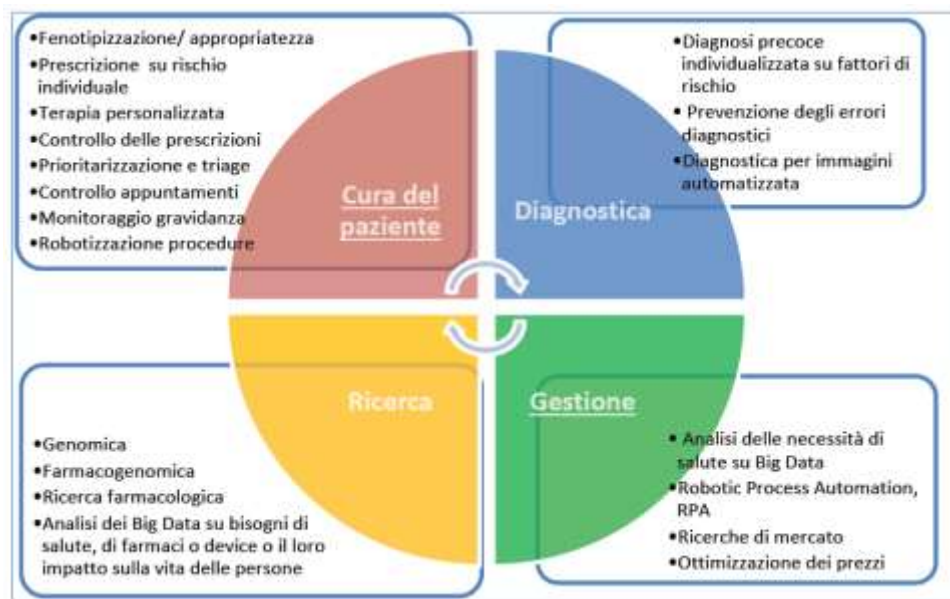 •Fenotipizzazione/ appropriatezza
•Prescrizione su rischio
individuale
•Terapia personalizzata
•Controllo delle prescrizioni
•Prioritarizzazione e triage
•Controllo appuntamenti
•Monitoraggio gravidanza
•Robotizzazione procedure
Cura del
paziente
•Diagnosi precoce
individualizzata su fattori di
rischio
• Prevenzione degli errori
diagnostici
•Diagnostica per immagini
automatizzata
Diagnostica
Ricerca
•Genomica
•Farmacogenomica
•Ricerca farmacologica
•Analisi dei Big Data su bisogni di
salute, di farmaci o device o il loro
impatto sulla vita delle persone
Gestione
• Analisi delle necessità di
salute su Big Data
•Robotic Process Automation,
RPA
•Ricerche di mercato
•Ottimizzazione dei prezzi